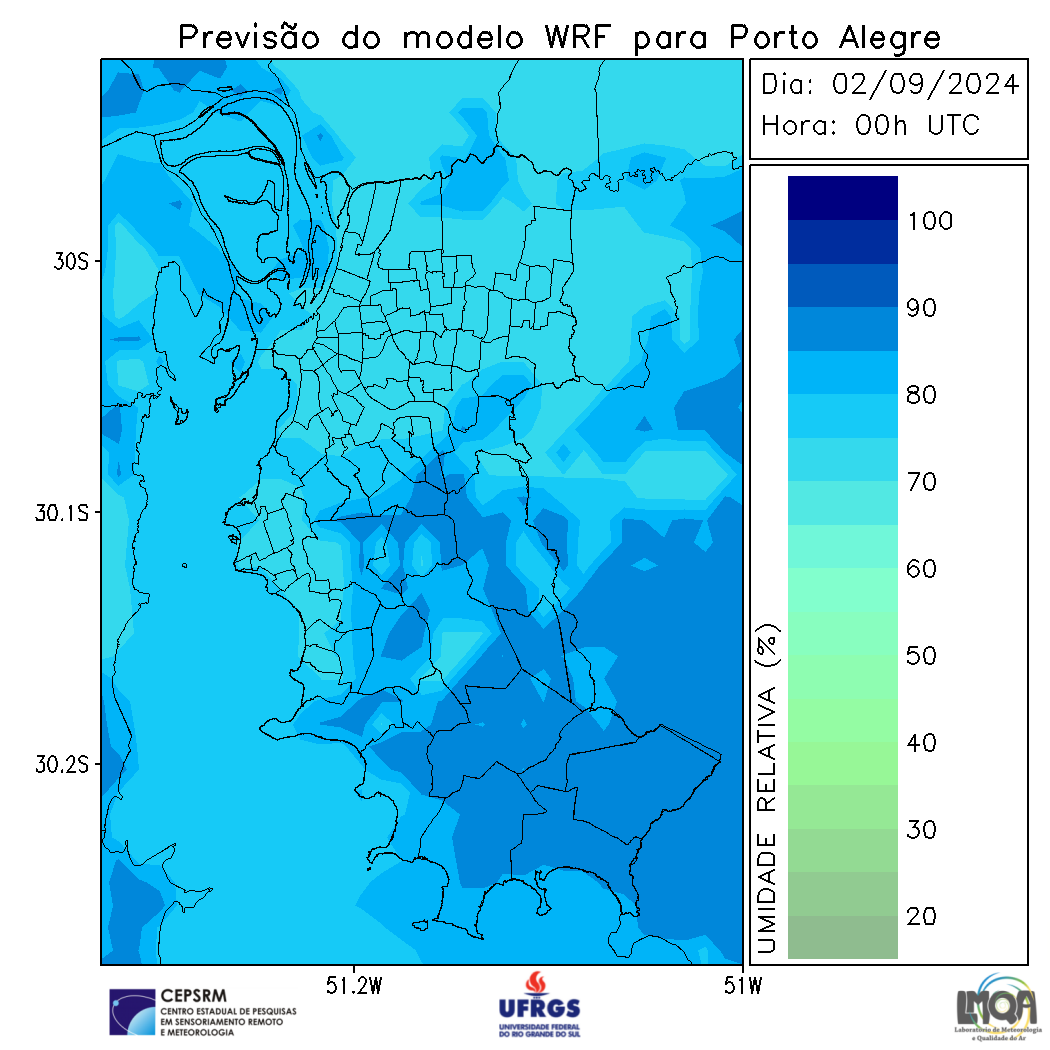 Previsão do modelo WRF para Porto Alegre
Dia: 02/09/2024
Hora: 00h UTC
30S
30.1S
30.2S
51.2W
51W
UMIDADE RELATIVA (%)
100
90
80
70
60
50
40
30
20
CEPSRM
CENTRO ESTADUAL DE PESQUISAS
EM SENSORIAMENTO REMOTO
E METEOROLOGIA
UFRGS
UNIVERSIDADE FEDERAL
DO RIO GRANDE DO SUL
LMQA
Laboratório de Meteorologia
e Qualidade do Ar